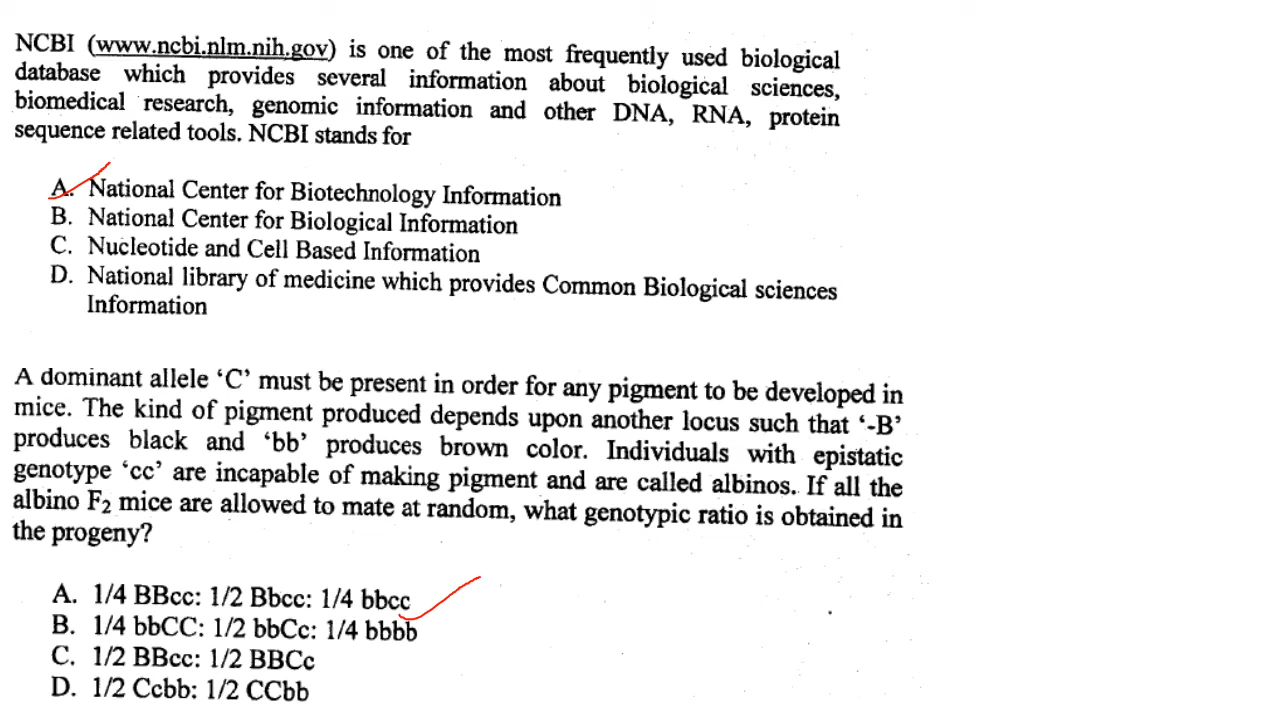 NCBI (www.ncbi.nlm.nih.gov) is one of the most frequently used biological
database which provides several information about biological sciences,
biomedical research, genomic information and other DNA, RNA, protein
sequence related tools. NCBI stands for
A. National Center for Biotechnology Information
B. National Center for Biological Information
C. Nucleotide and Cell Based Information
D. National library of medicine which provides Common Biological sciences
Information
A dominant allele ‘C’ must be present in order for any pigment to be developed in
mice. The kind of pigment produced depends upon another locus such that ‘-B’
produces black and ‘bb’ produces brown color. Individuals with epistatic
genotype ‘cc’ are incapable of making pigment and are called albinos. If all the
albino F2 mice are allowed to mate at random, what genotypic ratio is obtained in
the progeny?
A. 1/4 BBcc: 1/2 Bbcc: 1/4 bbcc
B. 1/4 bbCC: 1/2 bbCc: 1/4 bbbb
C. 1/2 BBcc: 1/2 BBCc
D. 1/2 Ccbb: 1/2 CCbb